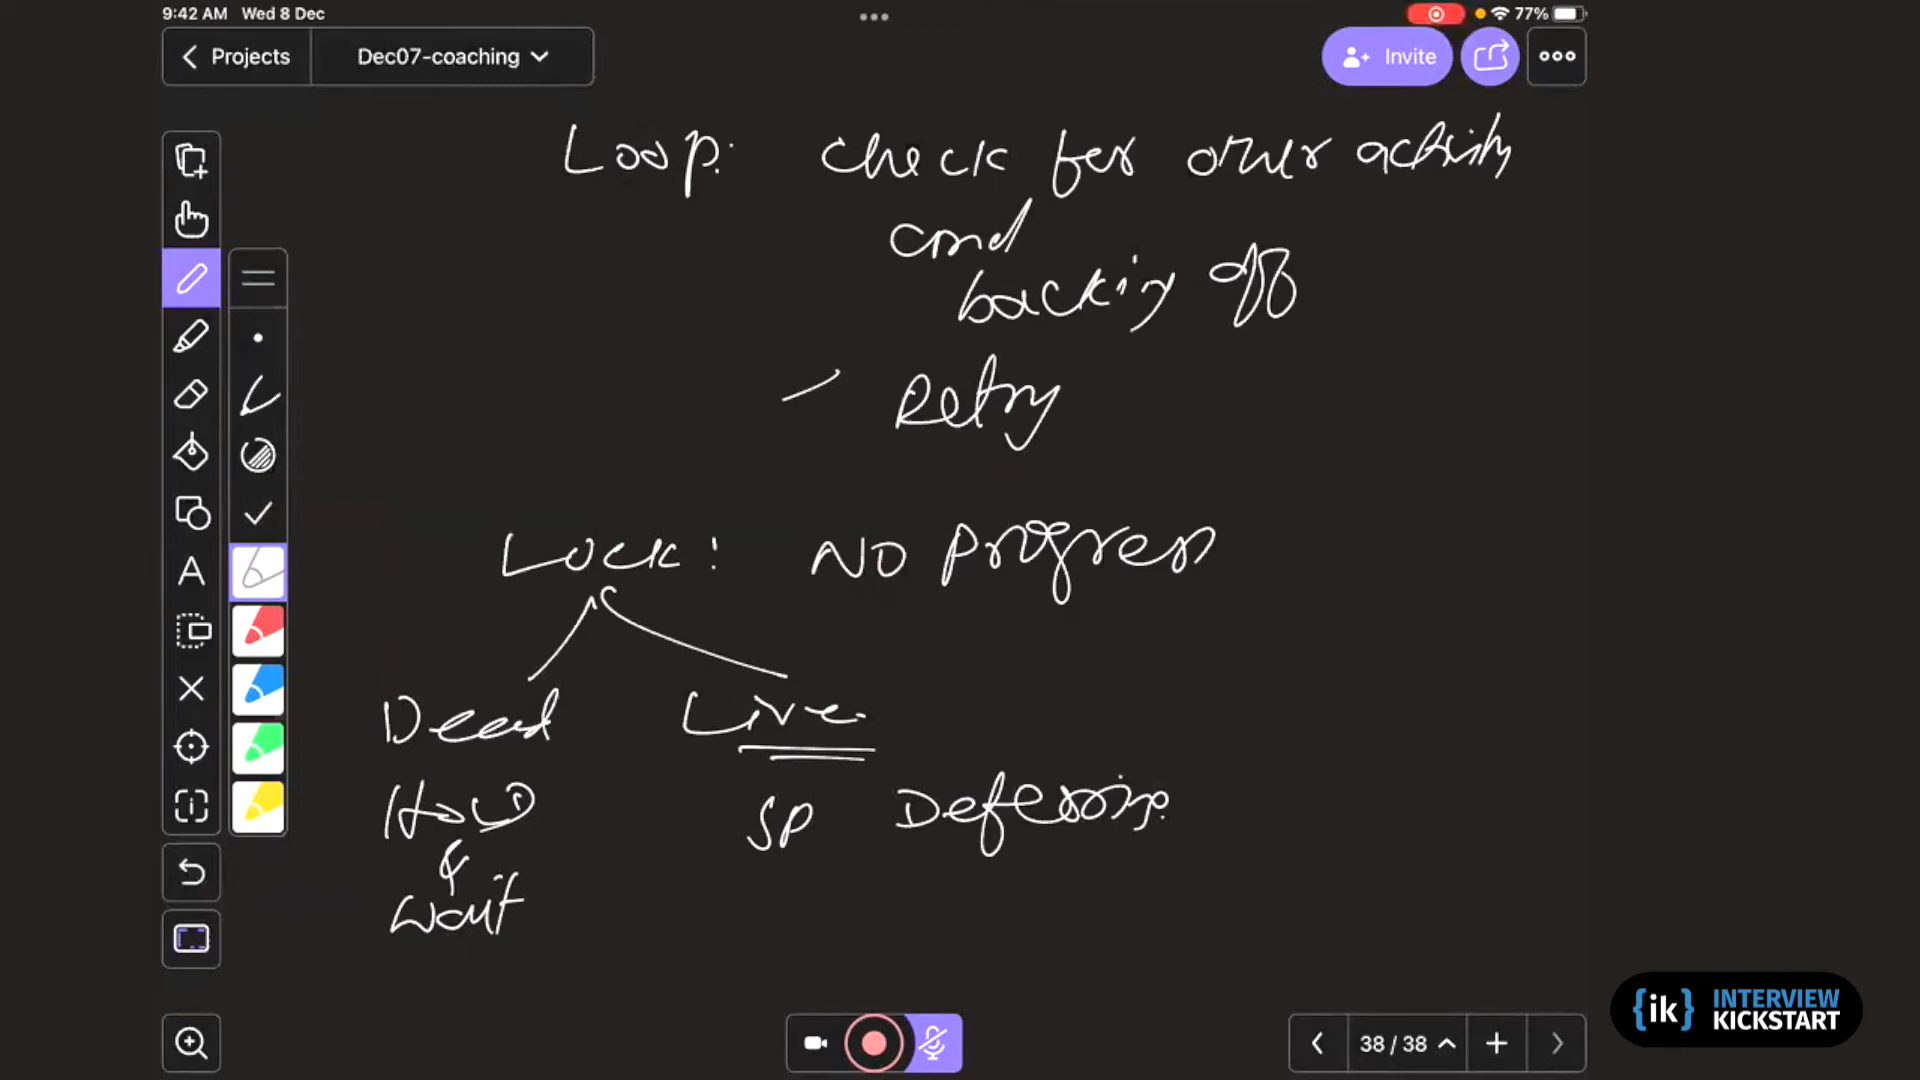 9:42 AM Wed 8 Dec
77%
Projects
Dec07-coaching
Invite
Loop: check for other activity
and
backing off
Retry
Lock: NO Progress
Dead Live
Hold SP Deferring
&
wait
A
38 / 38
{ik} INTERVIEW
KICKSTART